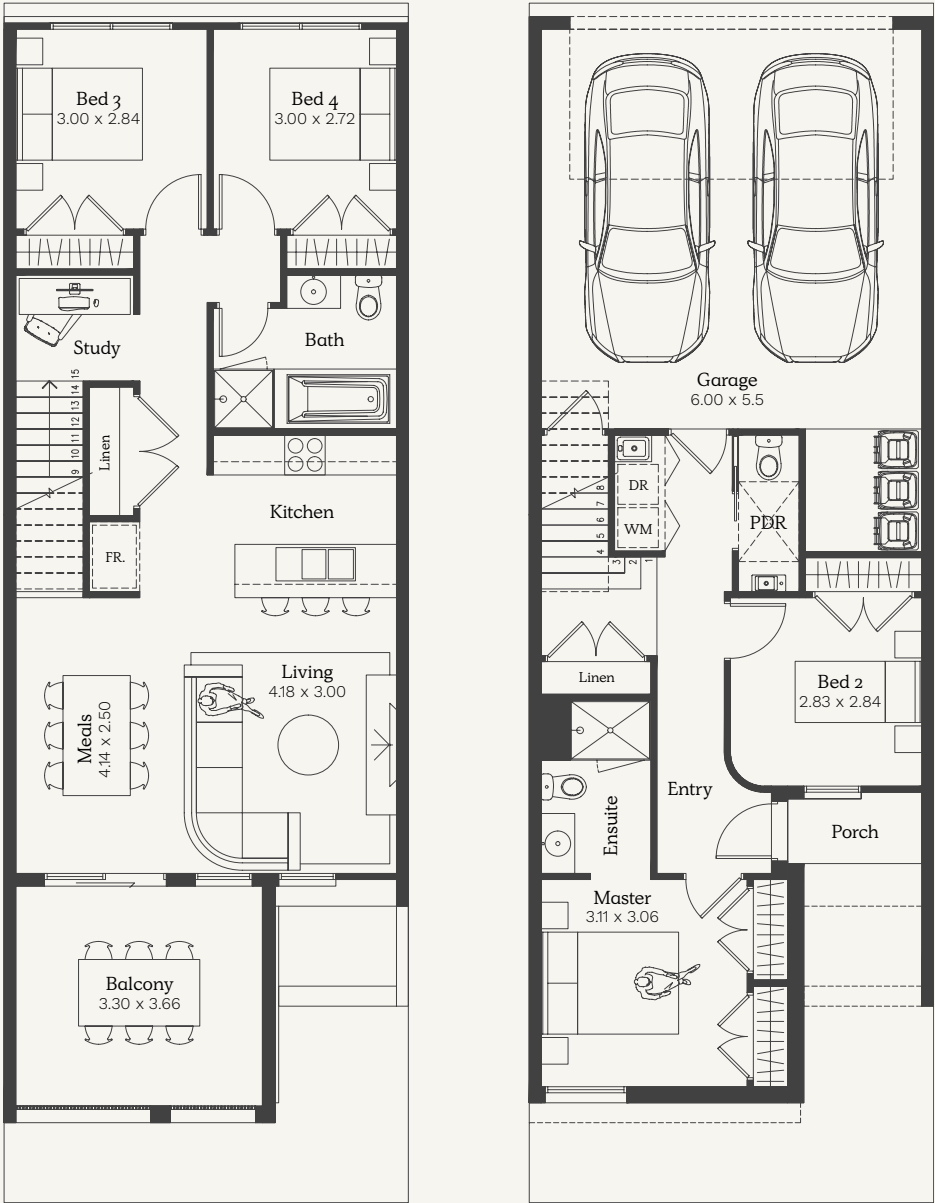 Bed 3
3.00 x 2.84
Bed 4
3.00 x 2.72
Study
Bath
15
14
13
12
11
10
9
Linen
Kitchen
FR.
Living
4.18 x 3.00
Meals
4.14 x 2.50
Balcony
3.30 x 3.66
Garage
6.00 x 5.5
DR
WM
PDR
8
7
6
5
4
3
2
1
Linen
Bed 2
2.83 x 2.84
Entry
Ensuite
Porch
Master
3.11 x 3.06